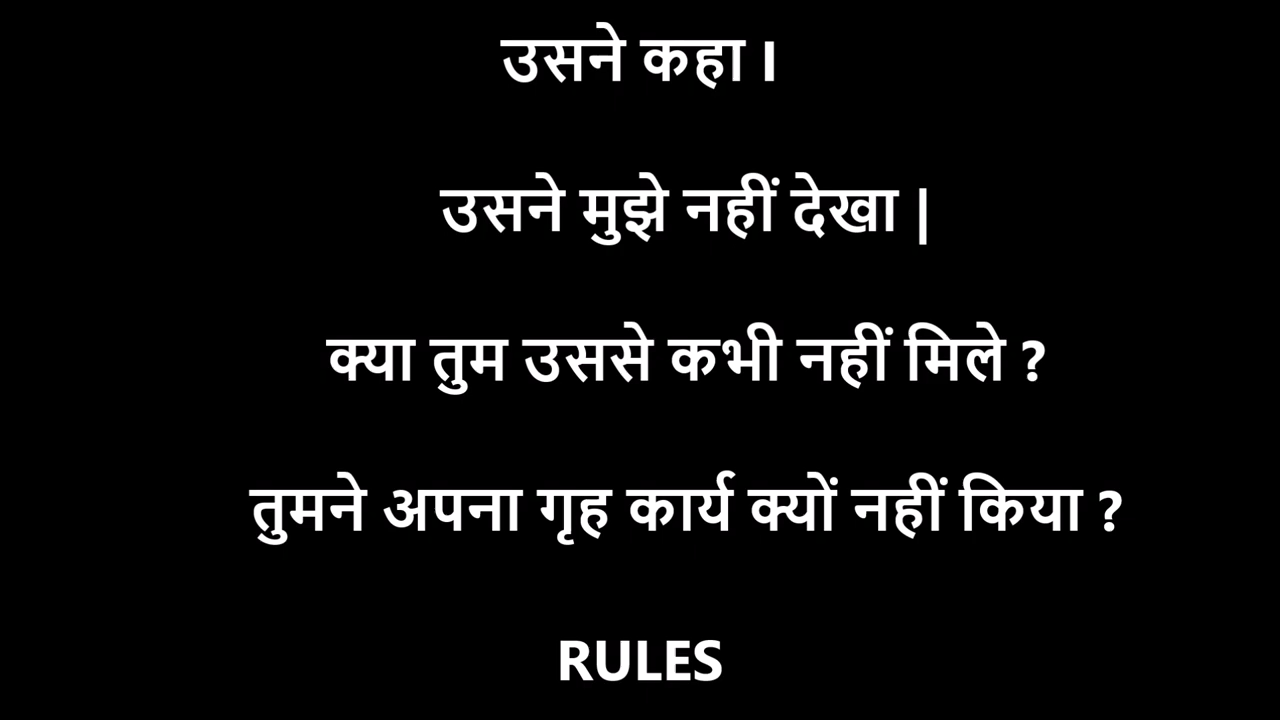 उसने कहा I
उसने मुझे नहीं देखा |
क्या तुम उससे कभी नहीं मिले ?
तुमने अपना गृह कार्य क्यों नहीं किया ?
RULES